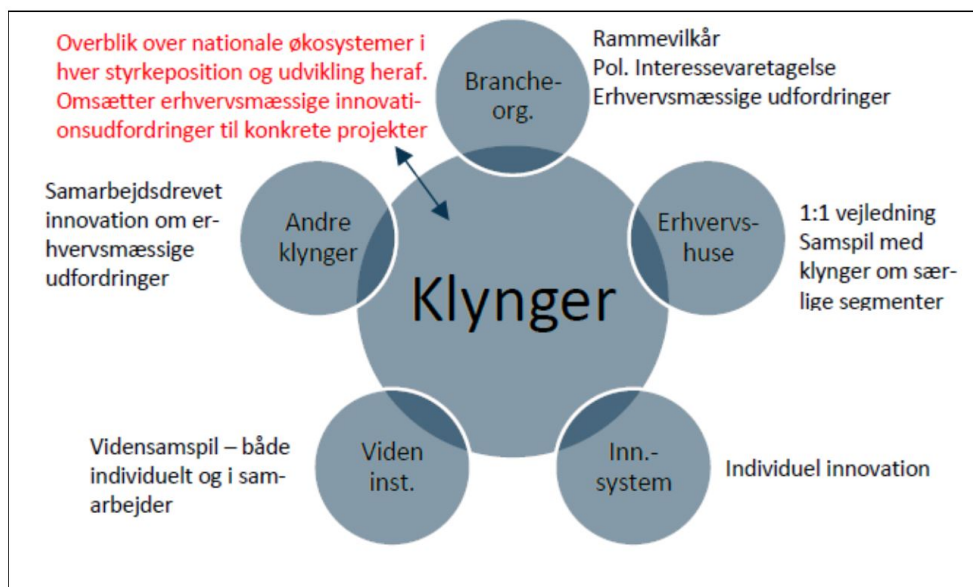 Overblik over nationale økosystemer i
hver styrkeposition og udvikling heraf.
Omsætter erhvervsmæssige innovati-
onsudfordringer til konkrete projekter
Branche-
org.
Rammevilkår
Pol. Interessevaretagelse
Erhvervsmæssige udfordringer
Samarbejdsdrevet
innovation om er-
hvervsmæssige
udfordringer
Andre
klynger
Erhvervs-
huse
1:1 vejledning
Samspil med
klynger om sær-
lige segmenter
Klynger
Vidensamspil – både
individuelt og i sam-
arbejder
Viden
inst.
Inn.-
system
Individuel innovation